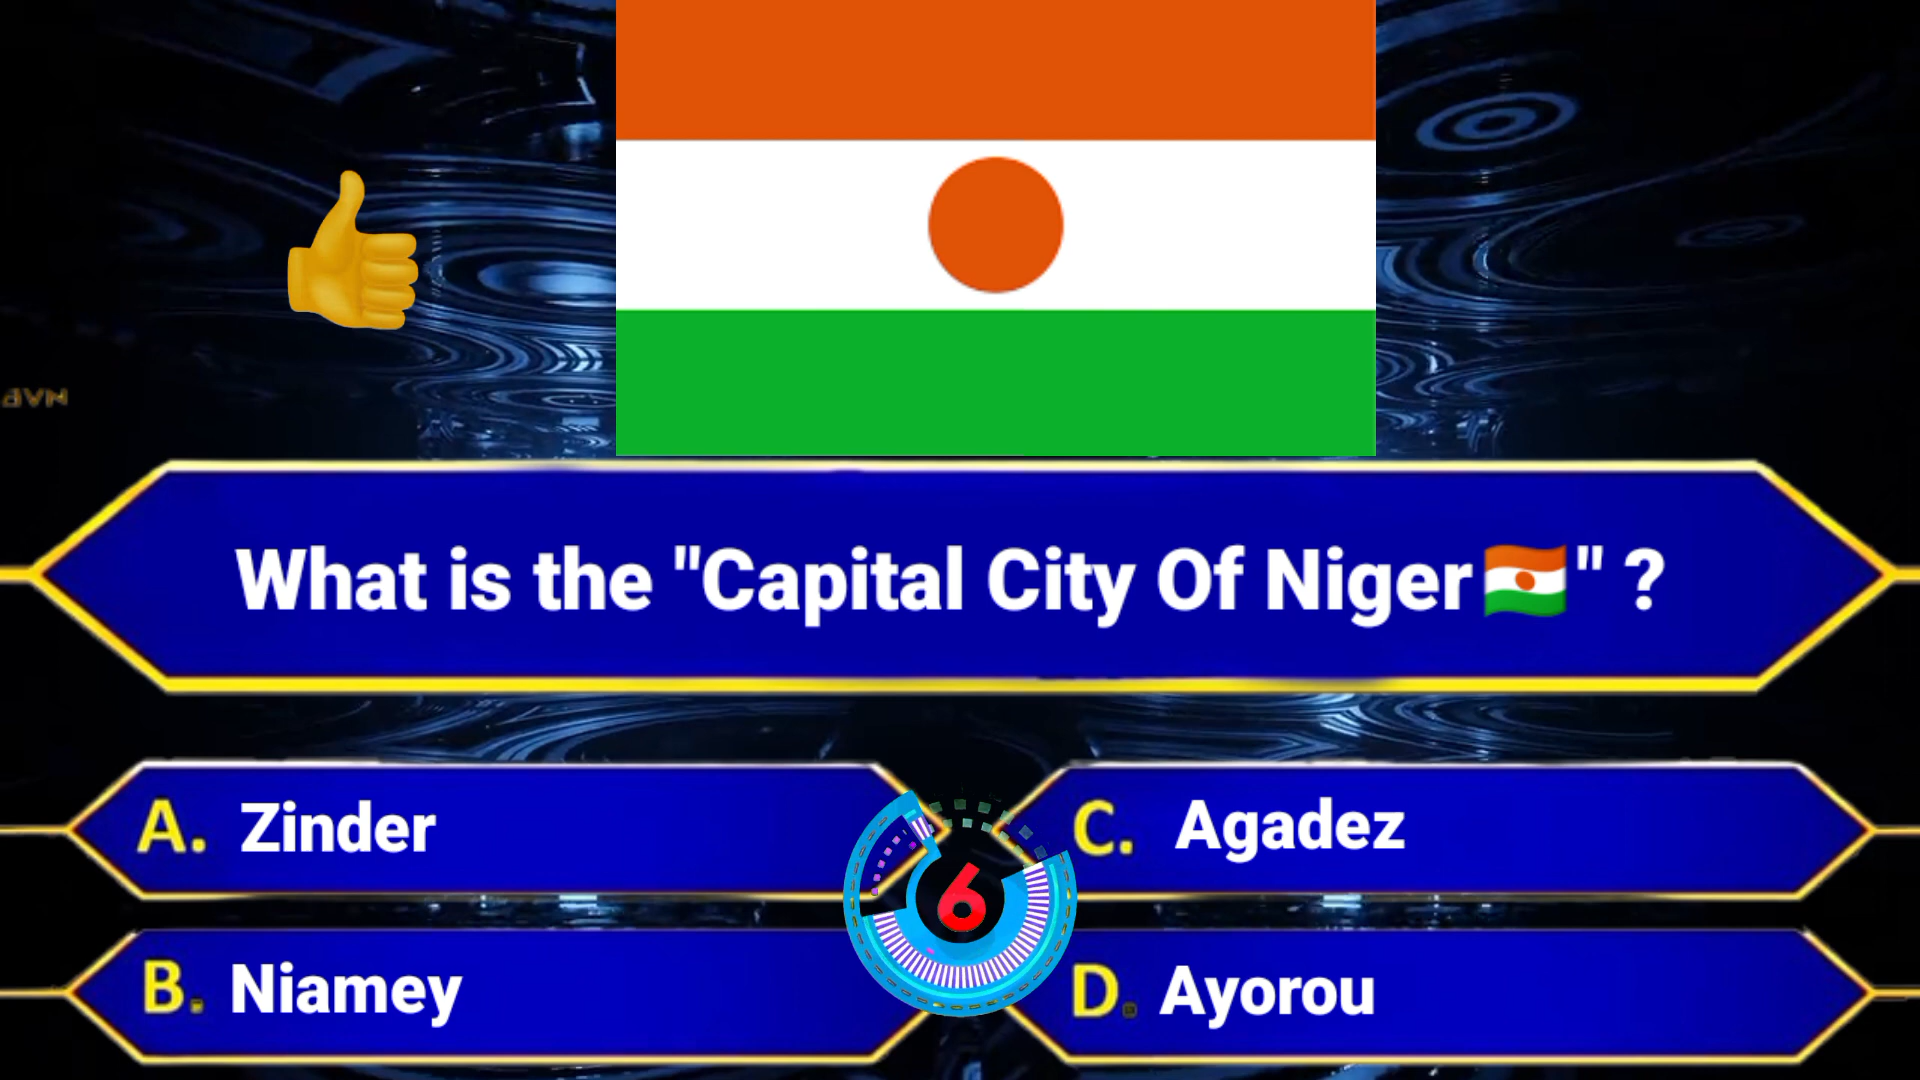 What is the "Capital City Of Niger🇳🇪" ?
A. Zinder
C. Agadez
6
B. Niamey
D. Ayorou